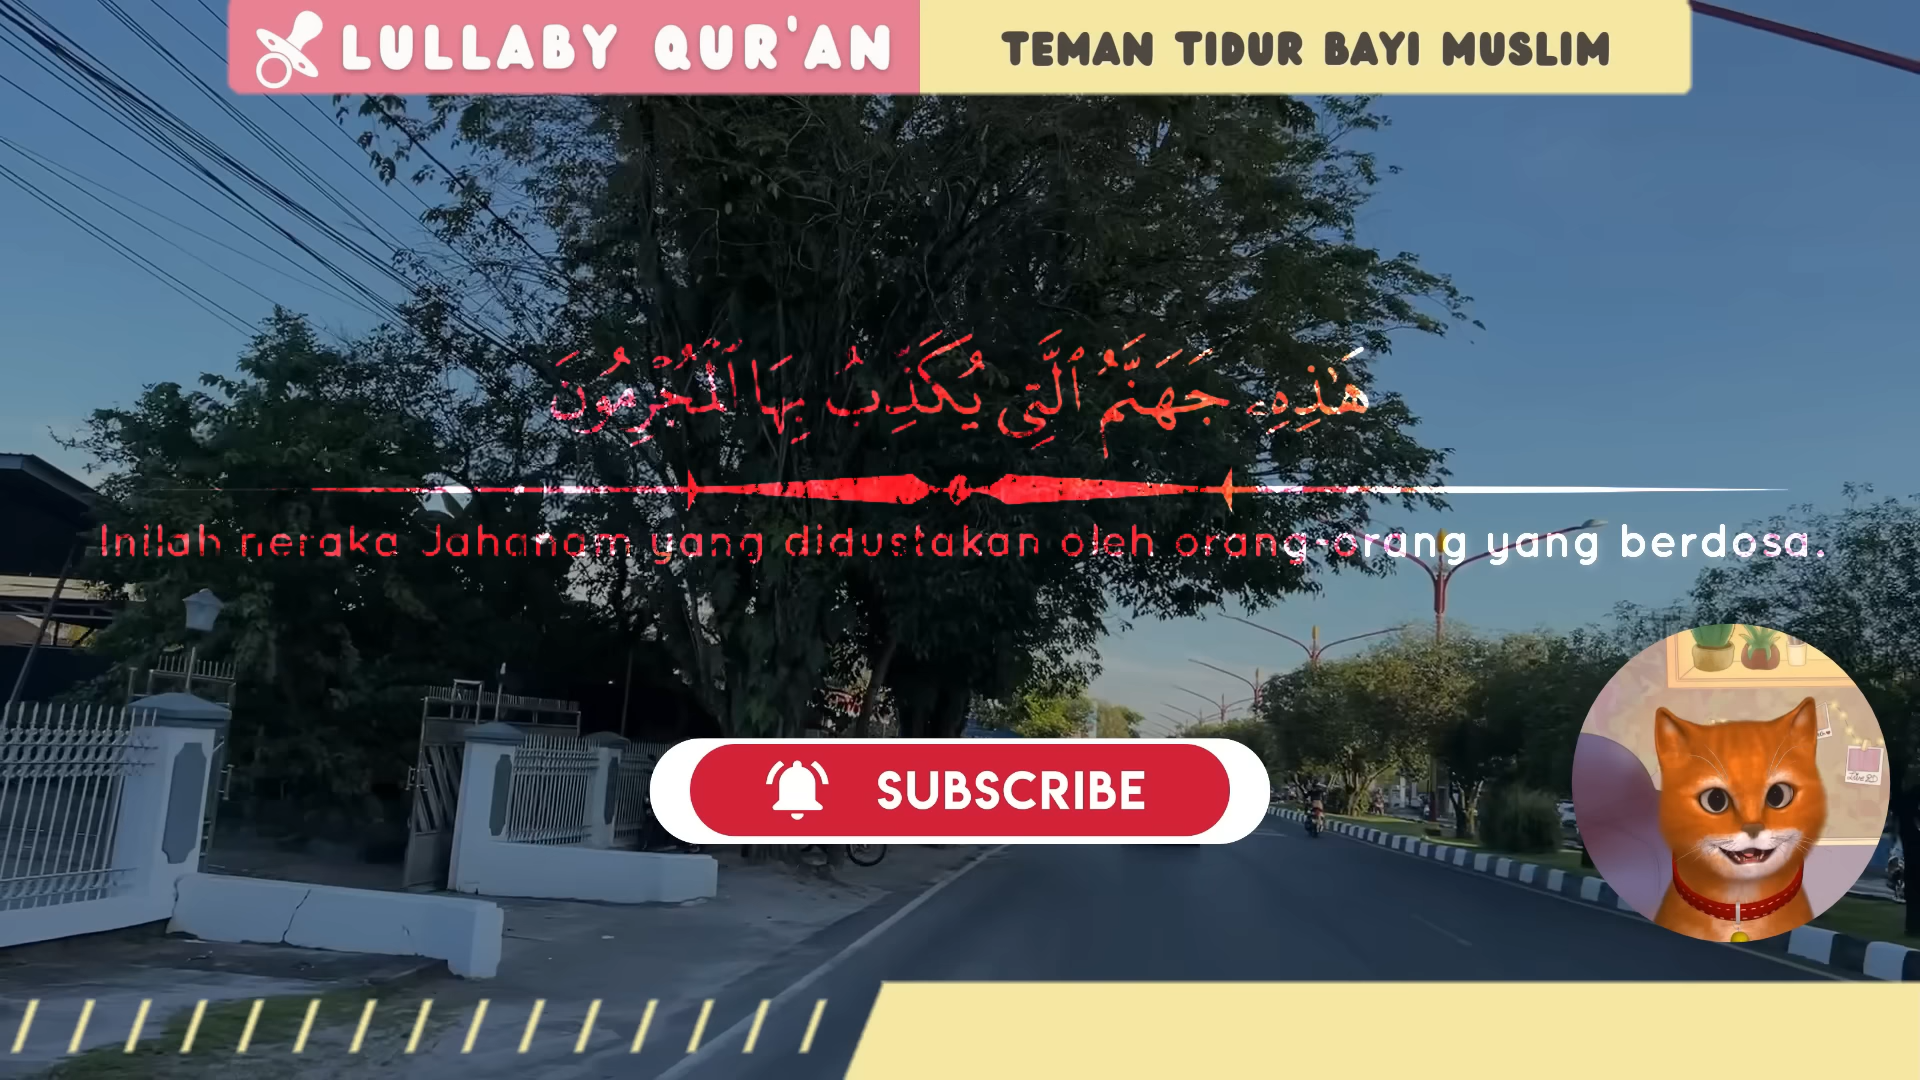 LULLABY QUR'AN
TEMAN TIDUR BAYI MUSLIM
هَٰذِهِۦ جَهَنَّمُ ٱلَّتِى يُكَذِّبُ بِهَا ٱلْمُجْرِمُونَ
Inilah neraka Jahanam yang didustakan oleh orang-orang yang berdosa.
SUBSCRIBE